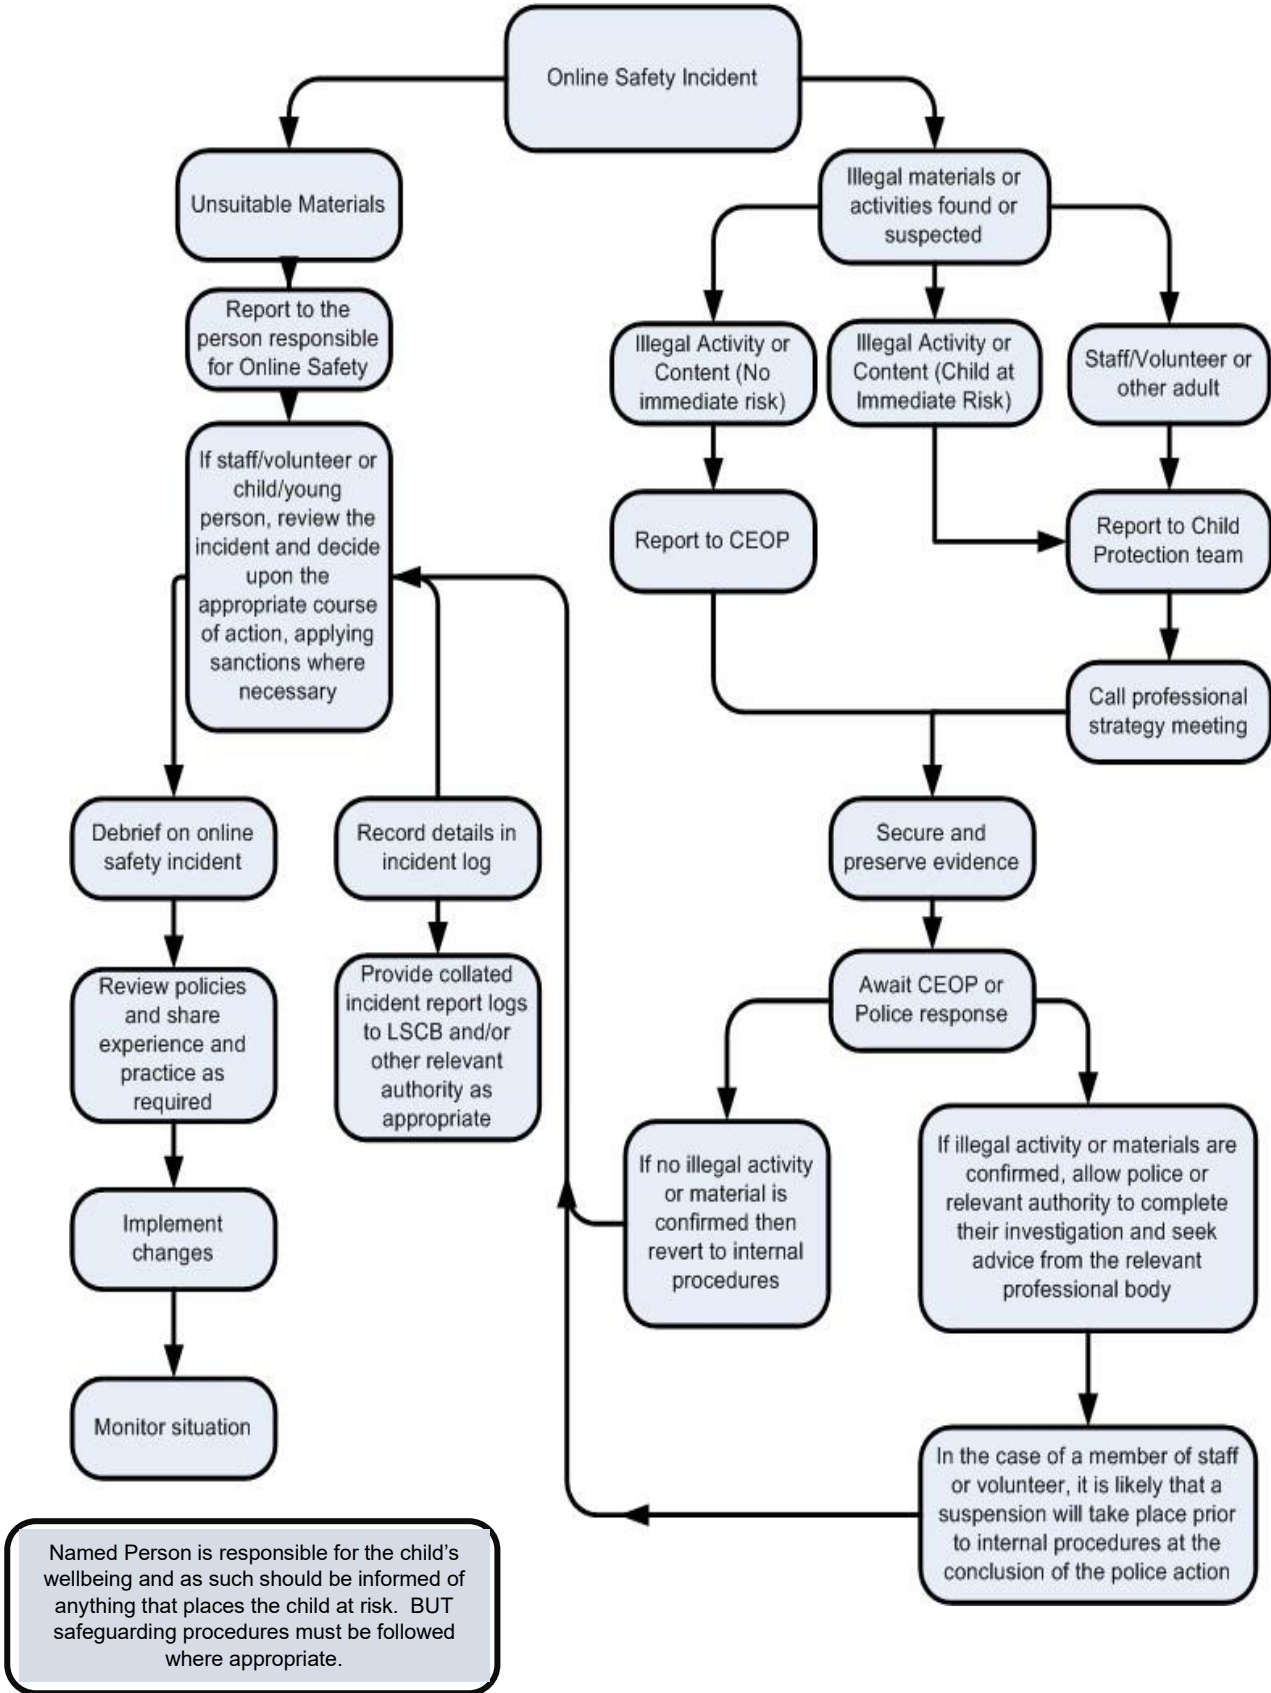 Online Safety Incident
Unsuitable Materials
Illegal materials or
activities found or
suspected
Report to the
person responsible
for Online Safety
Illegal Activity or
Content (No
immediate risk)
Illegal Activity or
Content (Child at
Immediate Risk)
Staff/Volunteer or
other adult
If staff/volunteer or
child/young
person, review the
incident and decide
upon the
appropriate course
of action, applying
sanctions where
necessary
Report to CEOP
Report to Child
Protection team
Call professional
strategy meeting
Debrief on online
safety incident
Record details in
incident log
Secure and
preserve evidence
Review policies
and share
experience and
practice as
required
Provide collated
incident report logs
to LSCB and/or
other relevant
authority as
appropriate
Await CEOP or
Police response
If no illegal activity
or material is
confirmed then
revert to internal
procedures
If illegal activity or materials are
confirmed, allow police or
relevant authority to complete
their investigation and seek
advice from the relevant
professional body
Implement
changes
Monitor situation
In the case of a member of staff
or volunteer, it is likely that a
suspension will take place prior
to internal procedures at the
conclusion of the police action
Named Person is responsible for the child’s
wellbeing and as such should be informed of
anything that places the child at risk.  BUT
safeguarding procedures must be followed
where appropriate.